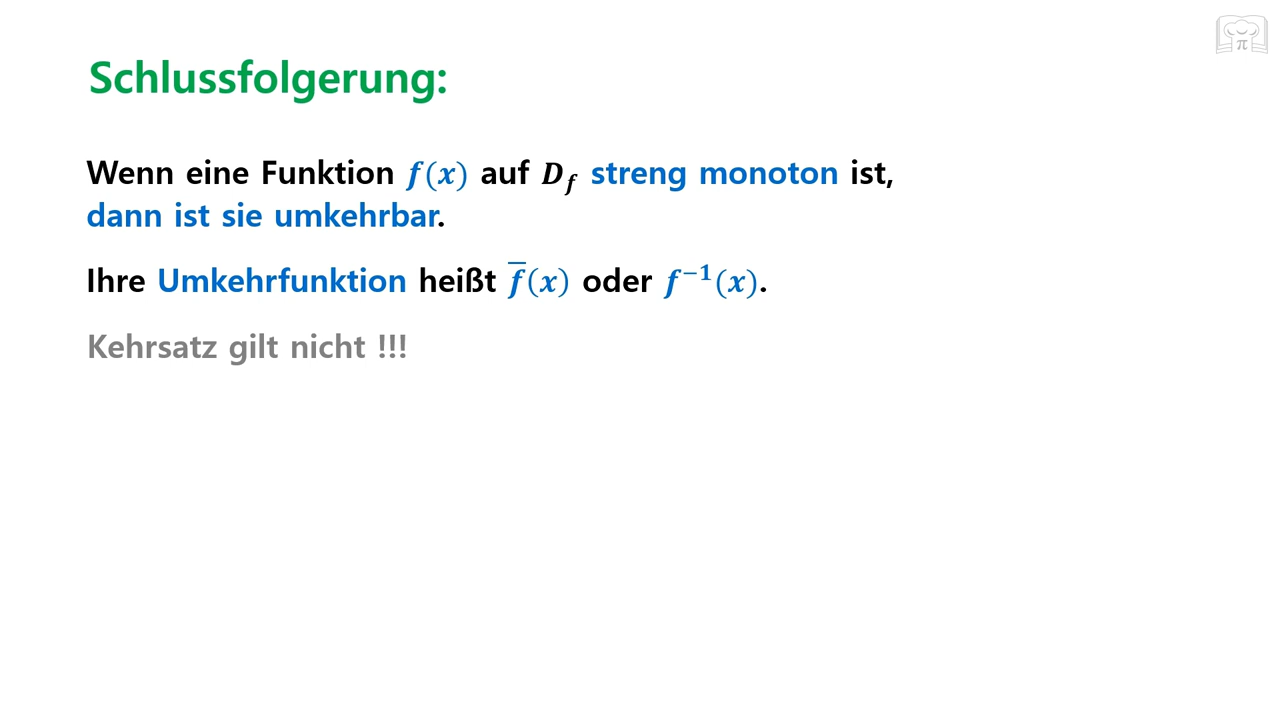 Schlussfolgerung:
Wenn eine Funktion f(x) auf D_f streng monoton ist,
dann ist sie umkehrbar.
Ihre Umkehrfunktion heißt f̅(x) oder f⁻¹(x).
Kehrsatz gilt nicht !!!
π